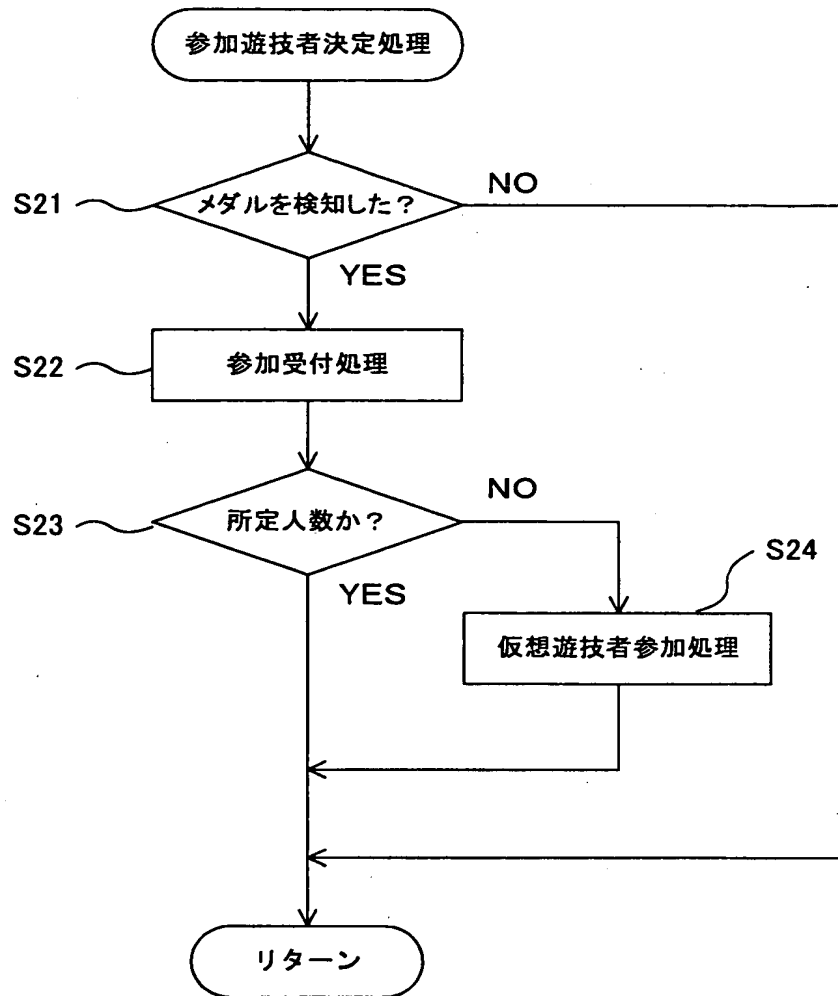 参加遊技者決定処理
S21
メダルを検知した？
NO
YES
S22
参加受付処理
S23
所定人数か？
NO
YES
S24
仮想遊技者参加処理
リターン